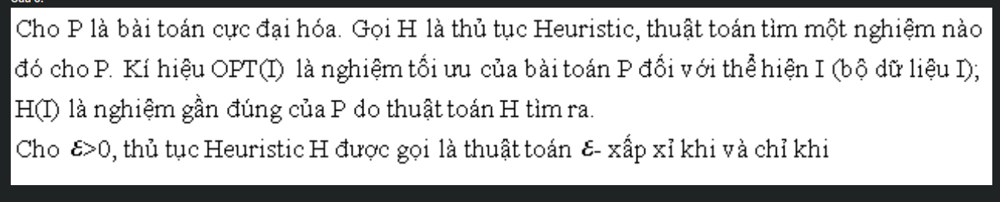 Cho P là bài toán cực đại hóa. Gọi H là thủ tục Heuristic, thuật toán tìm một nghiệm nào
đó cho P. Kí hiệu OPT(I) là nghiệm tối ưu của bài toán P đối với thể hiện I (bộ dữ liệu I);
H(I) là nghiệm gần đúng của P do thuật toán H tìm ra.
Cho ε>0, thủ tục Heuristic H được gọi là thuật toán ε- xấp xỉ khi và chỉ khi